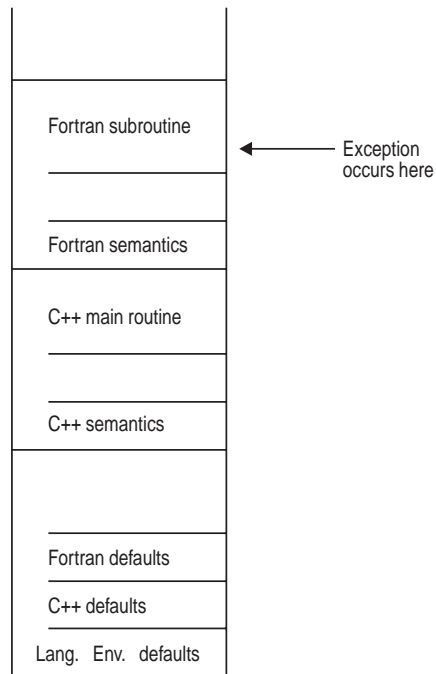 Fortran subroutine
Exception
occurs here
Fortran semantics
C++ main routine
C++ semantics
Fortran defaults
C++ defaults
Lang. Env. defaults